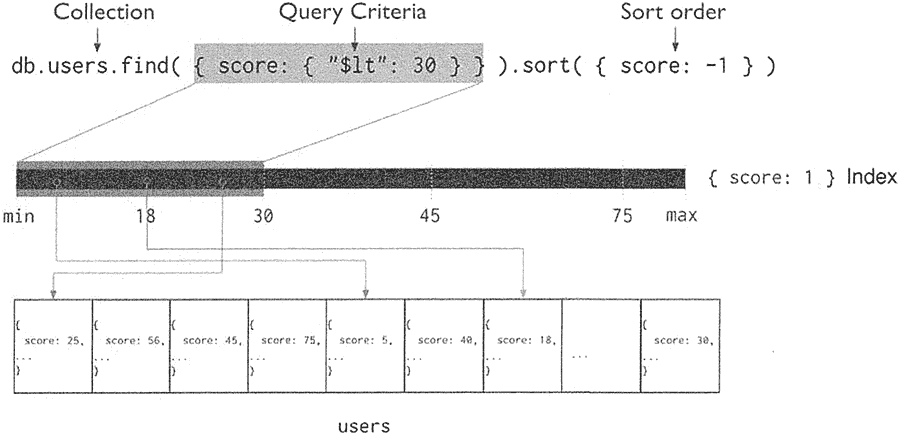 Collection Query Criteria Sort order
db.users.find( { score: { "$lt": 30 } } ).sort( { score: -1 } )
{ score: 1 } Index
min 18 30 45 75 max
{ { { { { { { {
score: 25, score: 56, score: 45, score: 75, score: 5, score: 40, score: 18, score: 30,
... ... ... ... ... ... ... ... ...
} } } } } } } }
users